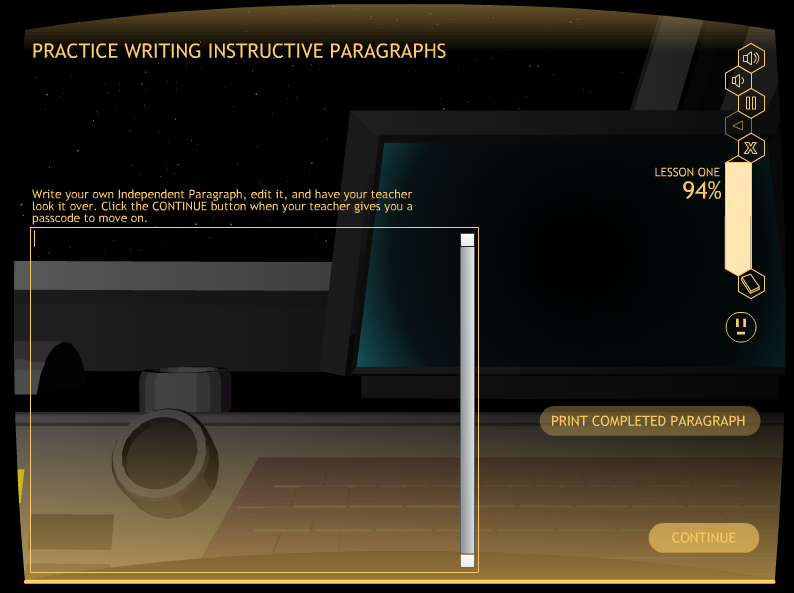 PRACTICE WRITING INSTRUCTIVE PARAGRAPHS
LESSON ONE
94%
Write your own Independent Paragraph, edit it, and have your teacher
look it over. Click the CONTINUE button when your teacher gives you a
passcode to move on.
PRINT COMPLETED PARAGRAPH
CONTINUE